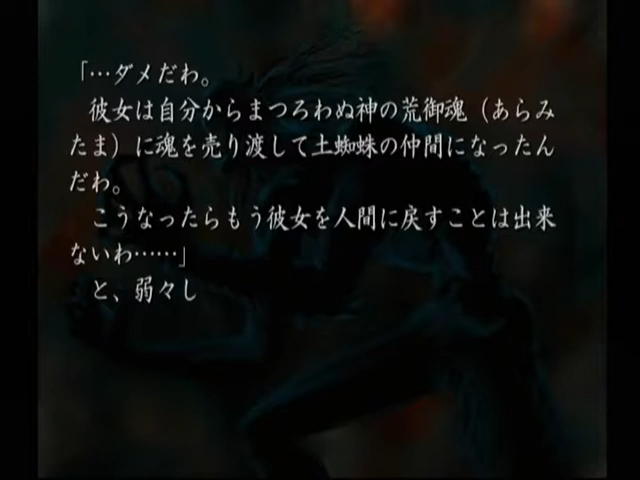 「…ダメだわ。
　彼女は自分からまつろわぬ神の荒御魂（あらみ
たま）に魂を売り渡して土蜘蛛の仲間になったん
だわ。
　こうなったらもう彼女を人間に戻すことは出来
ないわ……」
　と、弱々し